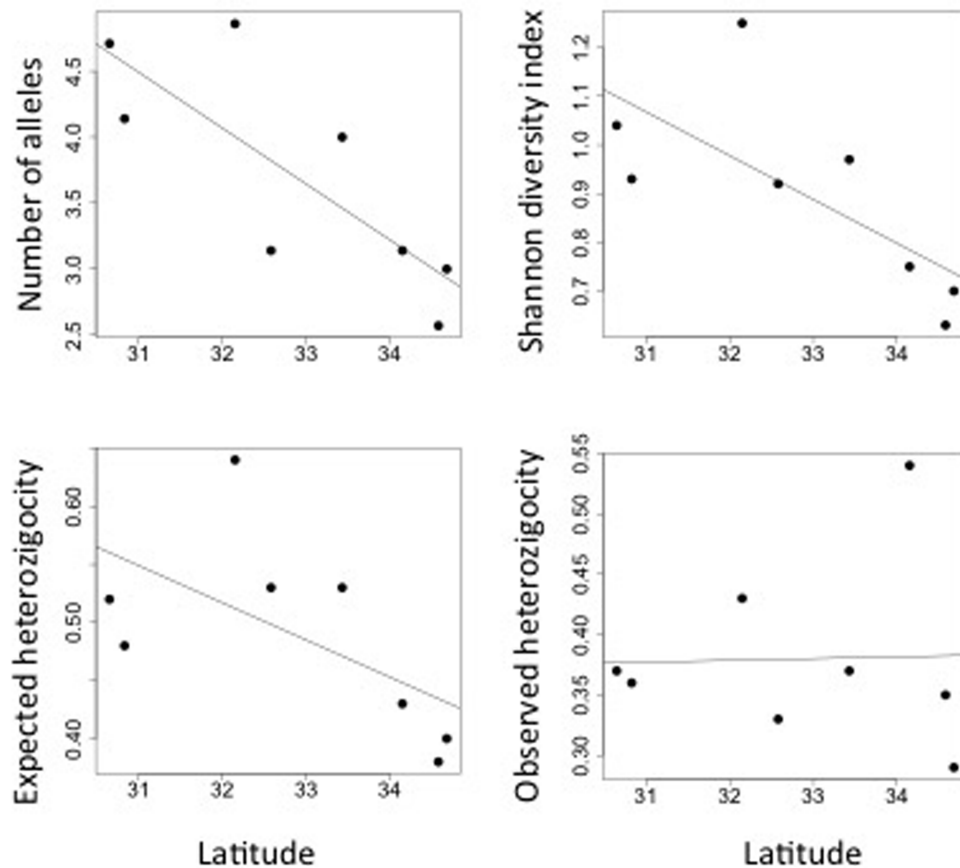 Number of alleles
4.5
4.0
3.5
3.0
2.5
31 32 33 34
Shannon diversity index
1.2
1.1
1.0
0.9
0.8
0.7
31 32 33 34
Expected heterozigocity
0.60
0.50
0.40
31 32 33 34
Latitude
Observed heterozigocity
0.55
0.50
0.45
0.40
0.35
0.30
31 32 33 34
Latitude